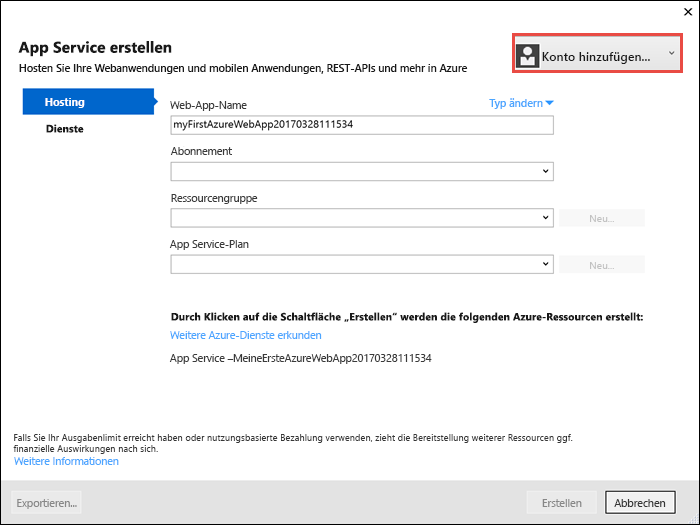 App Service erstellen
Konto hinzufügen...
Hosten Sie Ihre Webanwendungen und mobilen Anwendungen, REST-APIs und mehr in Azure
Hosting
Dienste
Web-App-Name
Typ ändern
myFirstAzureWebApp20170328111534
Abonnement
Ressourcengruppe
Neu...
App Service-Plan
Neu...
Durch Klicken auf die Schaltfläche „Erstellen“ werden die folgenden Azure-Ressourcen erstellt:
Weitere Azure-Dienste erkunden
App Service –MeineErsteAzureWebApp20170328111534
Falls Sie Ihr Ausgabenlimit erreicht haben oder nutzungsbasierte Bezahlung verwenden, zieht die Bereitstellung weiterer Ressourcen ggf.
finanzielle Auswirkungen nach sich.
Weitere Informationen
Exportieren...
Erstellen
Abbrechen